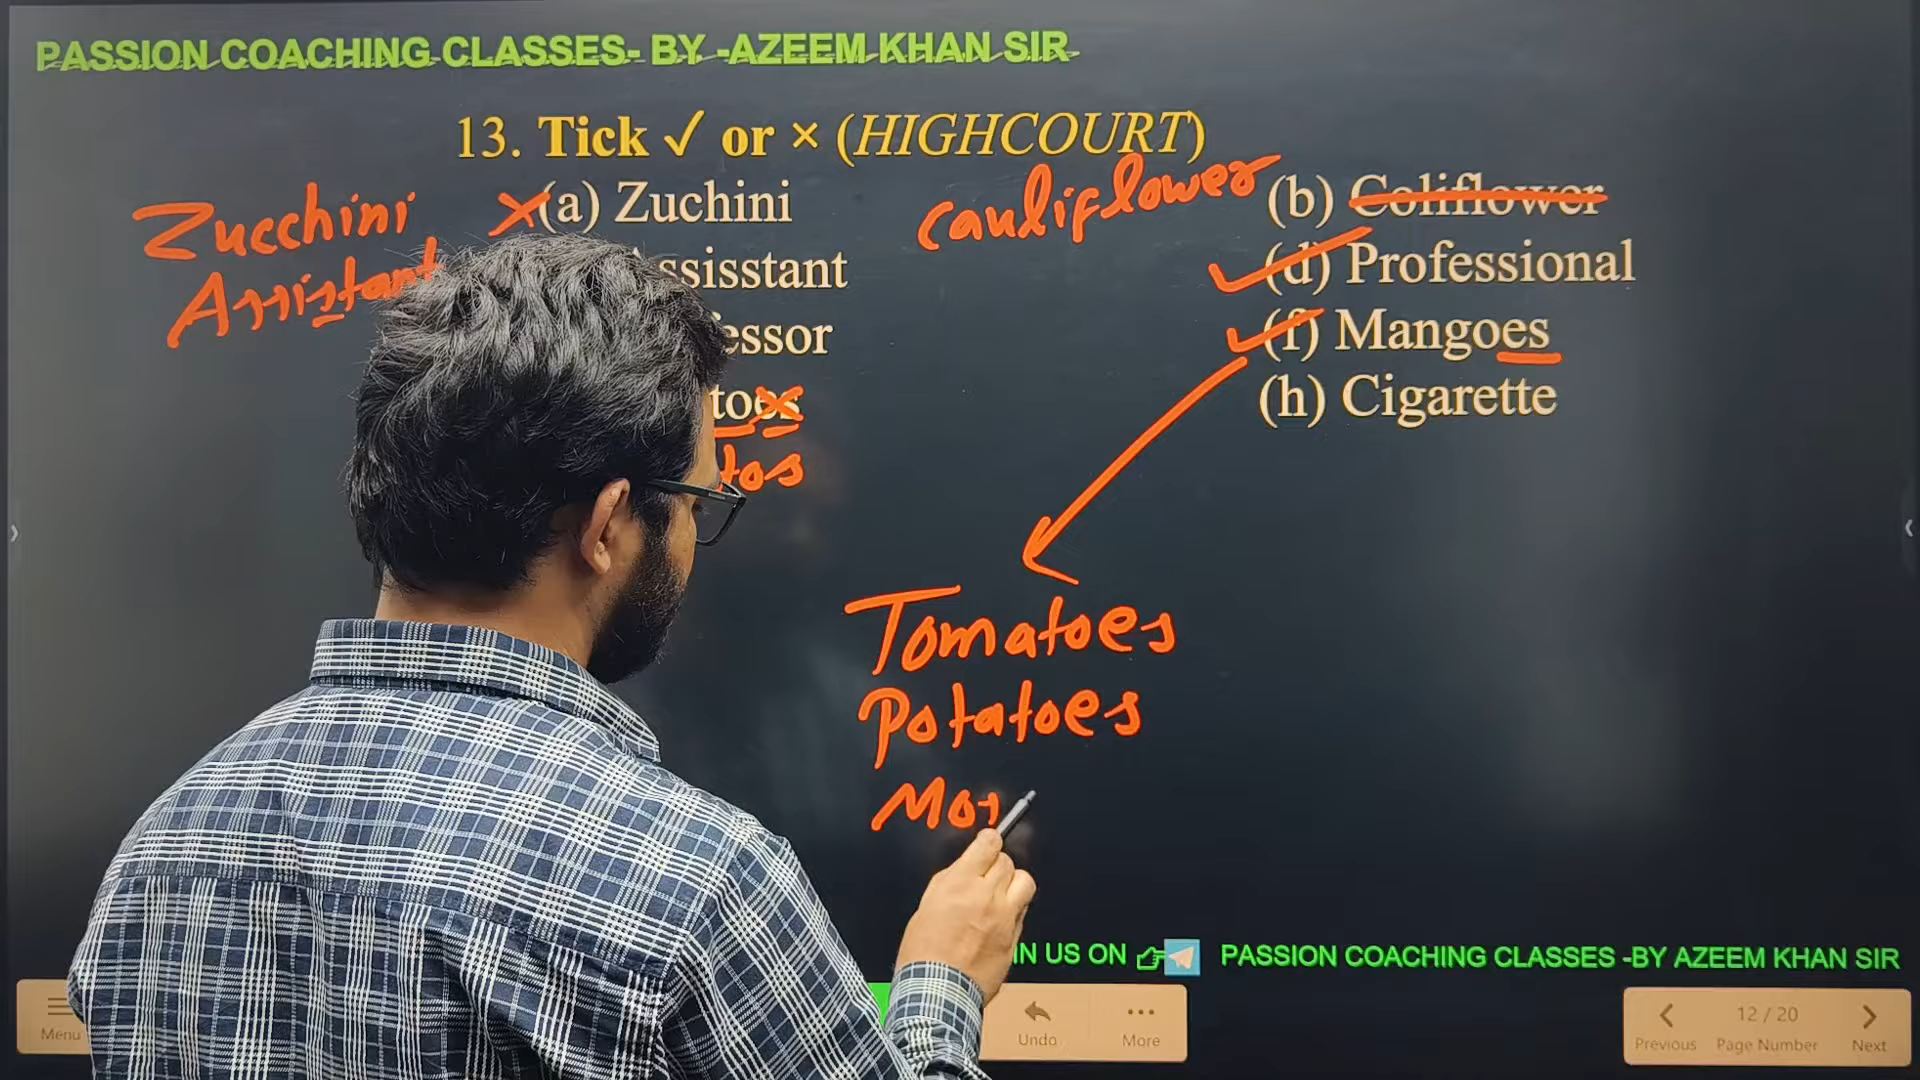 PASSION COACHING CLASSES- BY -AZEEM KHAN SIR
13. Tick ✓ or × (HIGHCOURT)
Zucchini
×(a) Zuchini
cauliflower
(b) Coliflower
Assistant
ssisstant
✓(d) Professional
essor
✓(f) Mangoes
toes
(h) Cigarette
tos
Tomatoes
Potatoes
IN US ON
PASSION COACHING CLASSES -BY AZEEM KHAN SIR
Menu
Undo
More
12 / 20
Previous
Page Number
Next